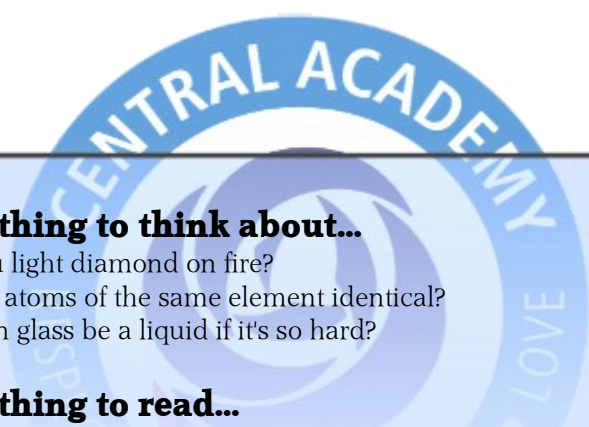 CENTRAL ACADEMY
thing to think about...
light diamond on fire?
atoms of the same element identical?
glass be a liquid if it's so hard?
LOVE
thing to read...